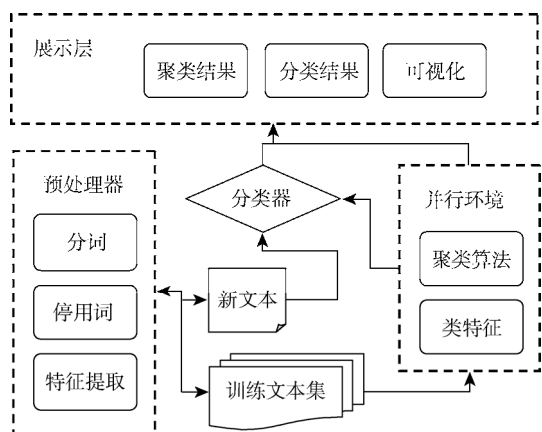 展示层
聚类结果
分类结果
可视化
预处理器
分词
停用词
特征提取
分类器
新文本
训练文本集
并行环境
聚类算法
类特征